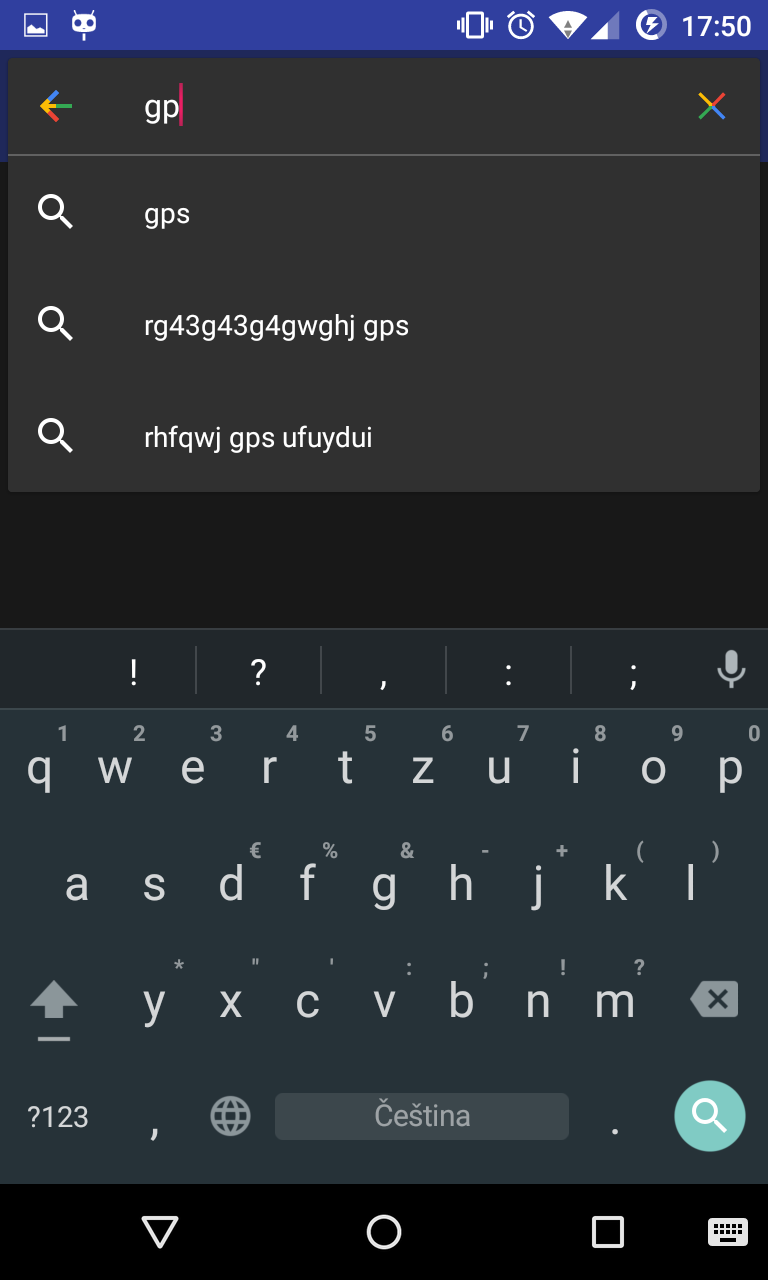 17:50
gp
gps
rg43g43g4gwghj gps
rhfqwj gps ufuydui
! ? , : ;
1 2 3 4 5 6 7 8 9 0
q w e r t z u i o p
€ % & - + ( )
a s d f g h j k l
* " ' : ; ! ?
y x c v b n m
?123 , Čeština .